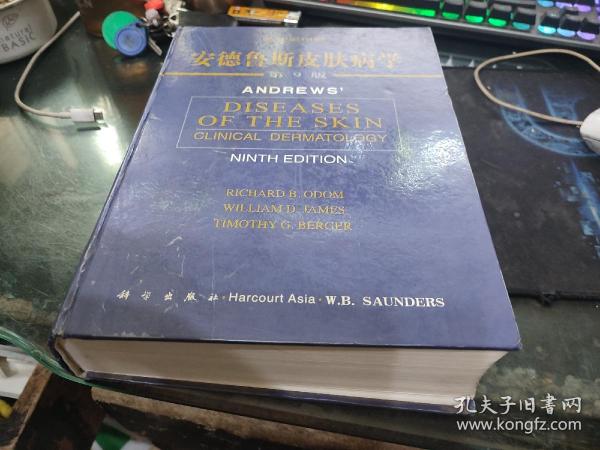 安德鲁斯皮肤病学
第9版
ANDREWS'
DISEASES
OF THE SKIN
CLINICAL DERMATOLOGY
NINTH EDITION
RICHARD B. ODOM
WILLIAM D. JAMES
TIMOTHY G. BERGER
科学出版社·Harcourt Asia·W.B. SAUNDERS
BASIC
孔夫子旧书网
www.kongfz.com